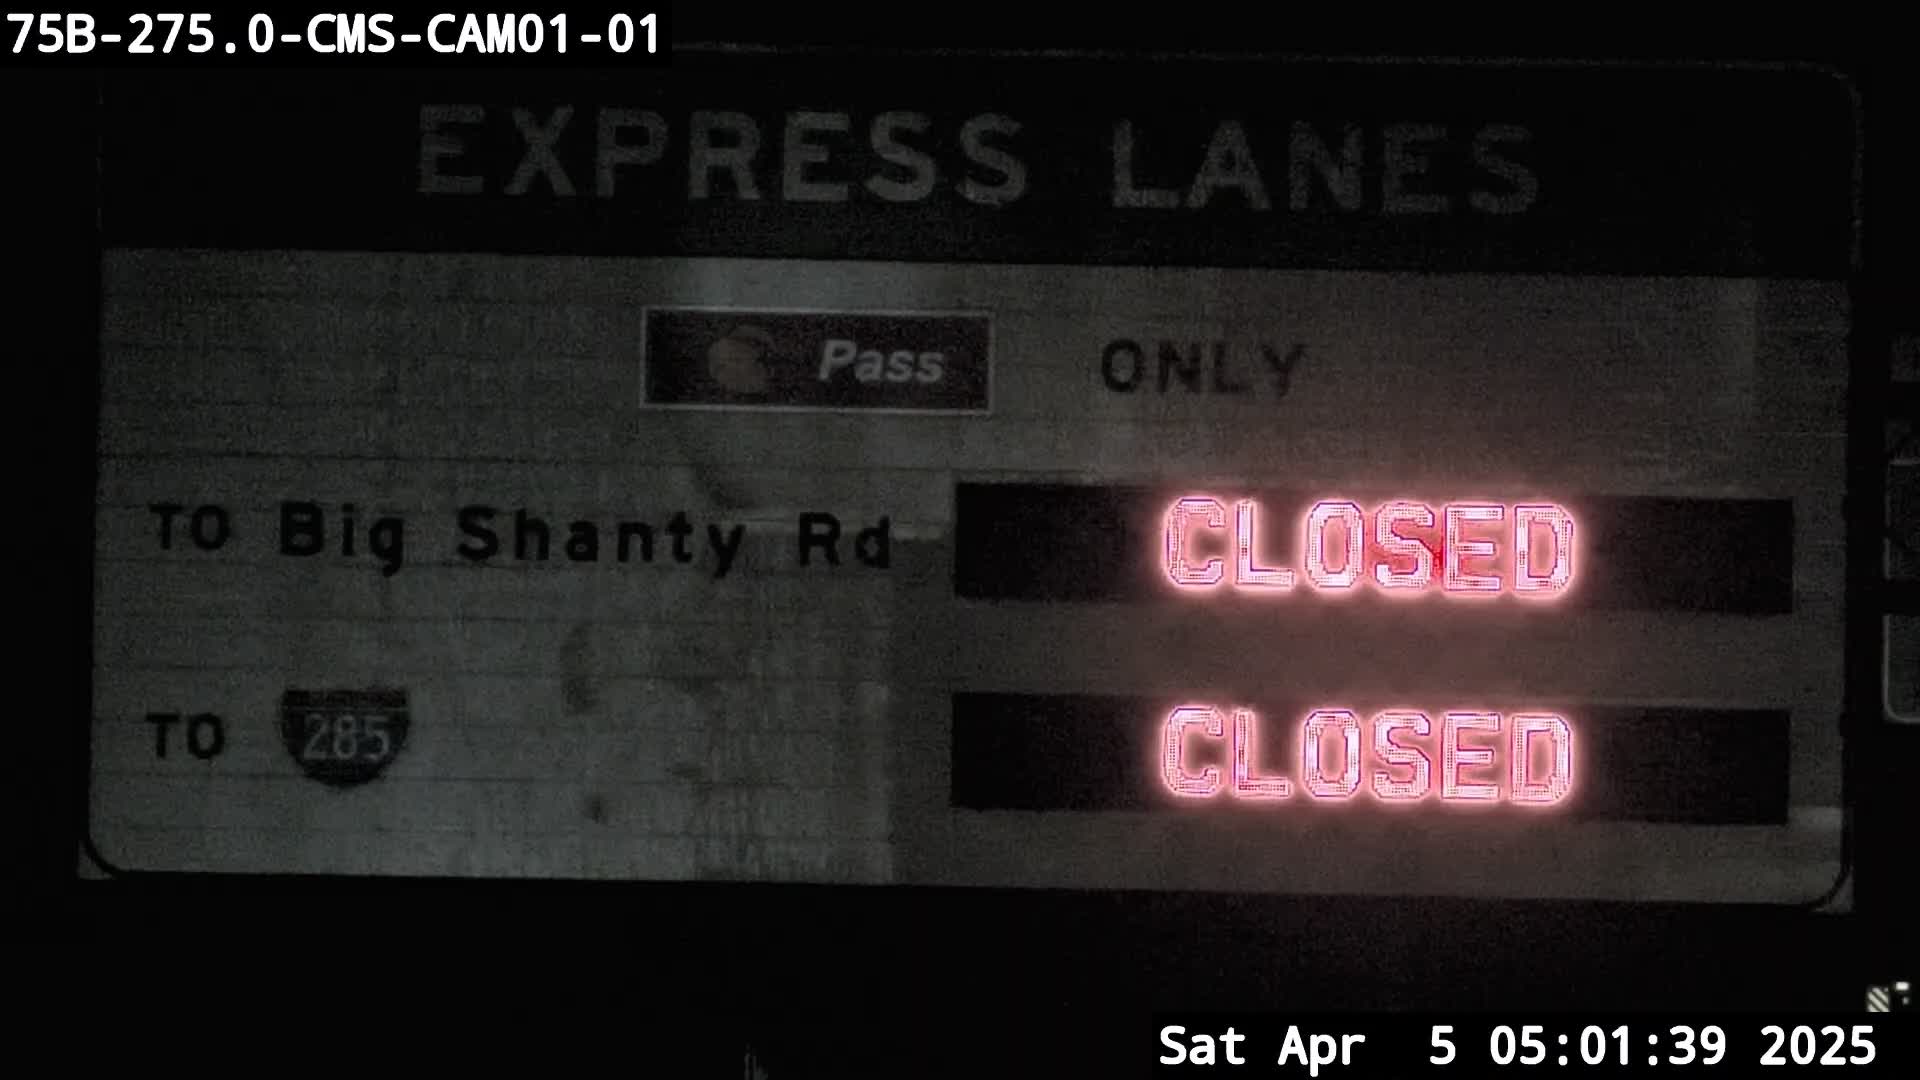 75B-275.0-CMS-CAM01-01
EXPRESS LANES
Pass ONLY
TO Big Shanty Rd CLOSED
TO 285 CLOSED
Sat Apr 5 05:01:39 2025